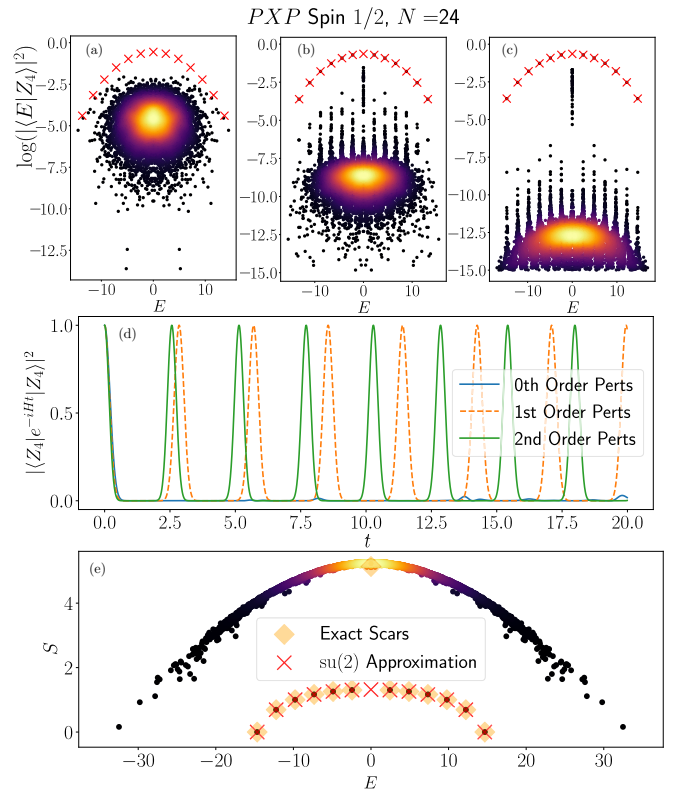 PXP Spin 1/2, N =24
log(|⟨E|Z₄⟩|²)
(a)
0.0
−2.5
−5.0
−7.5
−10.0
−12.5
−10 0 10
E
(b)
0.0
−2.5
−5.0
−7.5
−10.0
−12.5
−15.0
−10 0 10
E
(c)
0.0
−2.5
−5.0
−7.5
−10.0
−12.5
−15.0
−10 0 10
E
|⟨Z₄|e⁻ⁱᴴᵗ|Z₄⟩|²
(d)
1.0
0.5
0.0
0th Order Perts
1st Order Perts
2nd Order Perts
0.0 2.5 5.0 7.5 10.0 12.5 15.0 17.5 20.0
t
(e)
S
4
2
0
Exact Scars
su(2) Approximation
−30 −20 −10 0 10 20 30
E